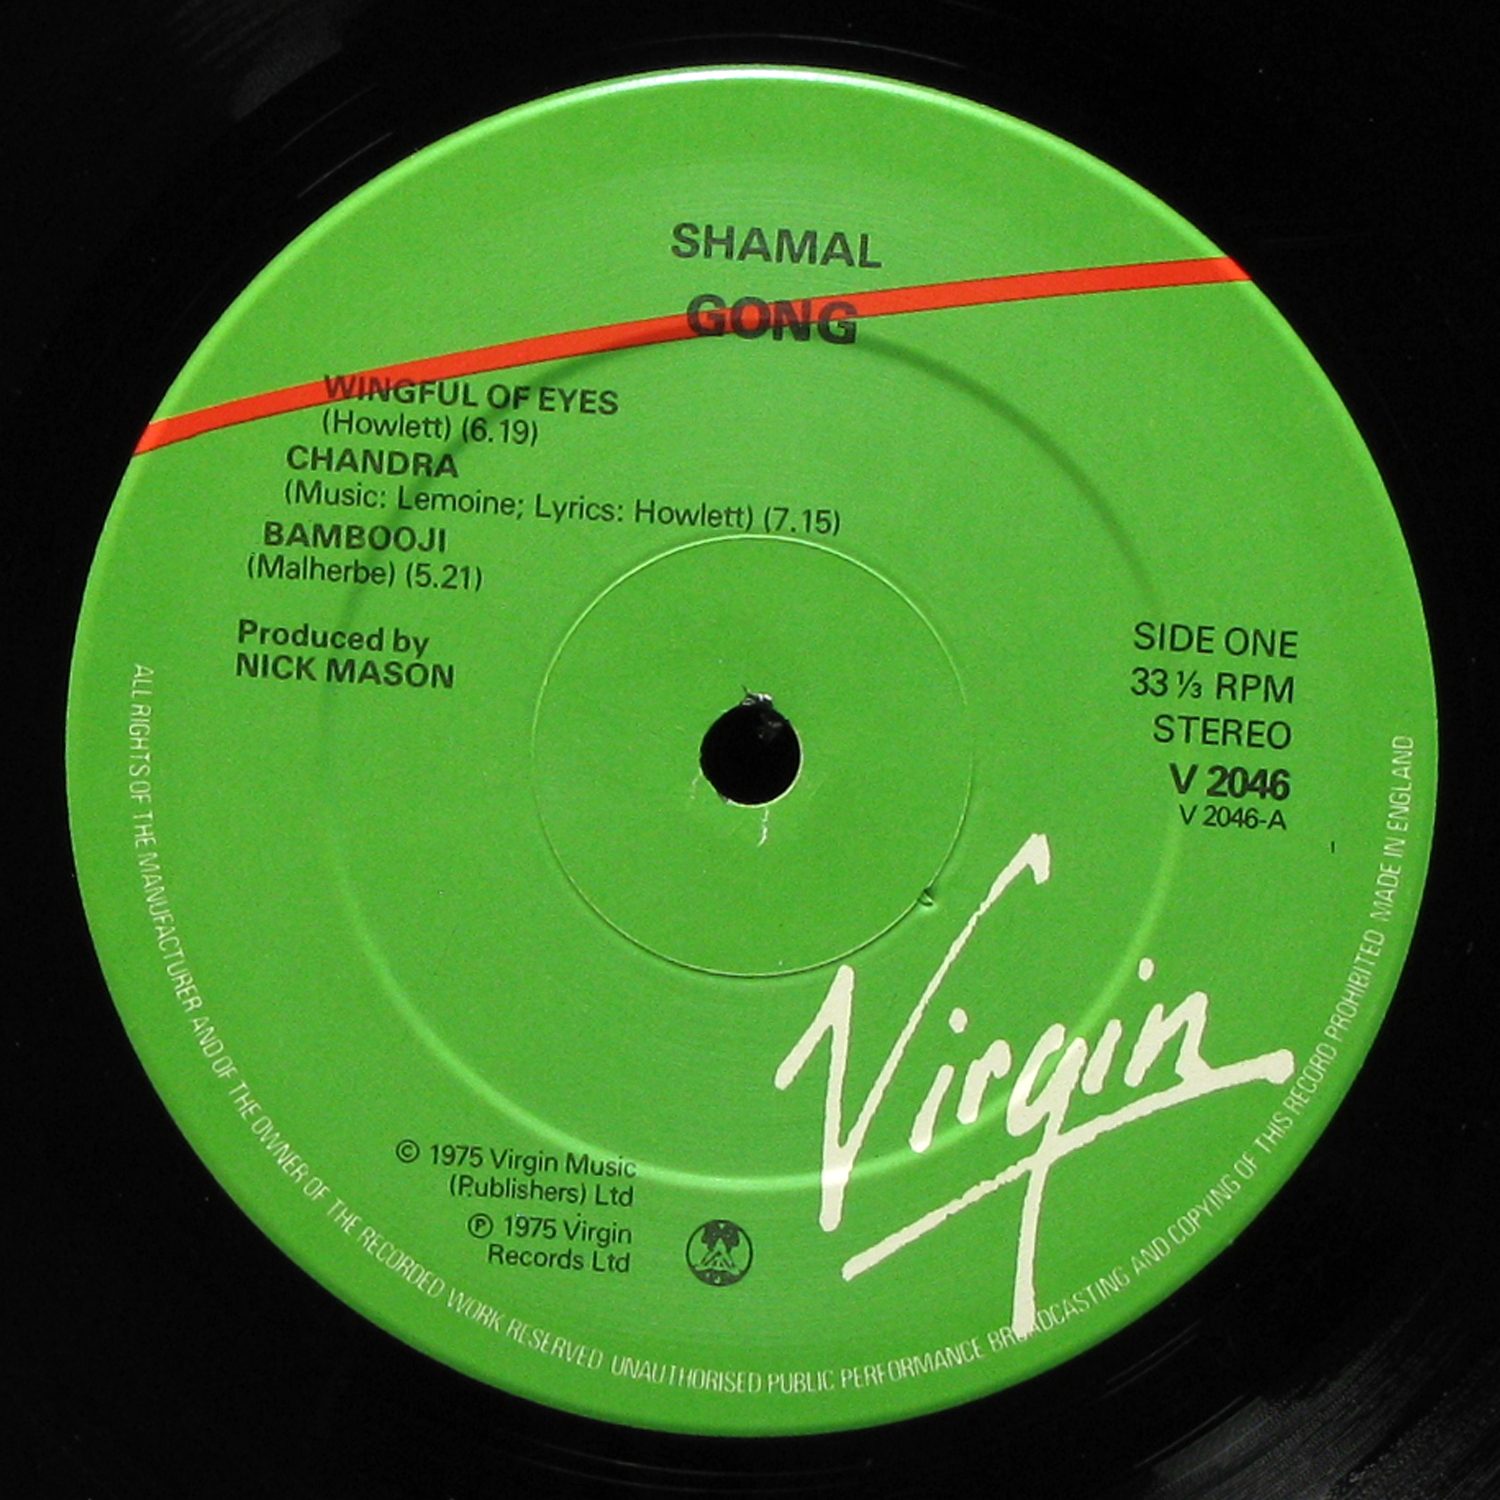 SHAMAL
GONG
WINGFUL OF EYES
(Howlett) (6.19)
CHANDRA
(Music: Lemoine; Lyrics: Howlett) (7.15)
BAMBOOJI
(Malherbe) (5.21)
Produced by
NICK MASON
SIDE ONE
33 ⅓ RPM
STEREO
V 2046
V 2046-A
Virgin
© 1975 Virgin Music
(Publishers) Ltd
℗ 1975 Virgin
Records Ltd
ALL RIGHTS OF THE MANUFACTURER AND OF THE OWNER OF THE RECORDED WORK RESERVED UNAUTHORISED PUBLIC PERFORMANCE BROADCASTING AND COPYING OF THIS RECORD PROHIBITED MADE IN ENGLAND